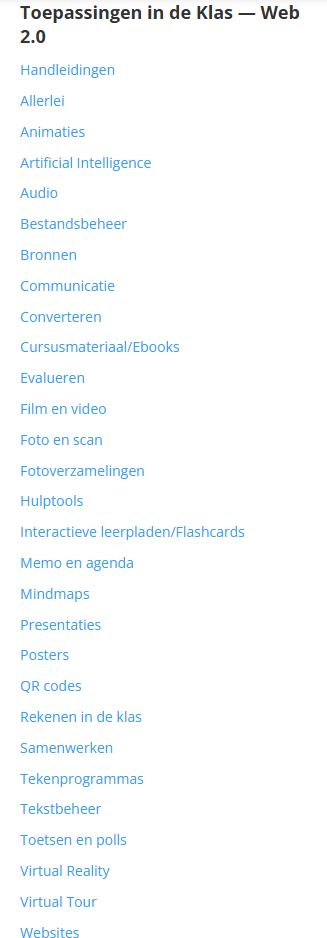 Toepassingen in de Klas — Web
2.0
Handleidingen
Allerlei
Animaties
Artificial Intelligence
Audio
Bestandsbeheer
Bronnen
Communicatie
Converteren
Cursusmateriaal/Ebooks
Evalueren
Film en video
Foto en scan
Fotoverzamelingen
Hulptools
Interactieve leerpladen/Flashcards
Memo en agenda
Mindmaps
Presentaties
Posters
QR codes
Rekenen in de klas
Samenwerken
Tekenprogrammas
Tekstbeheer
Toetsen en polls
Virtual Reality
Virtual Tour
Websites